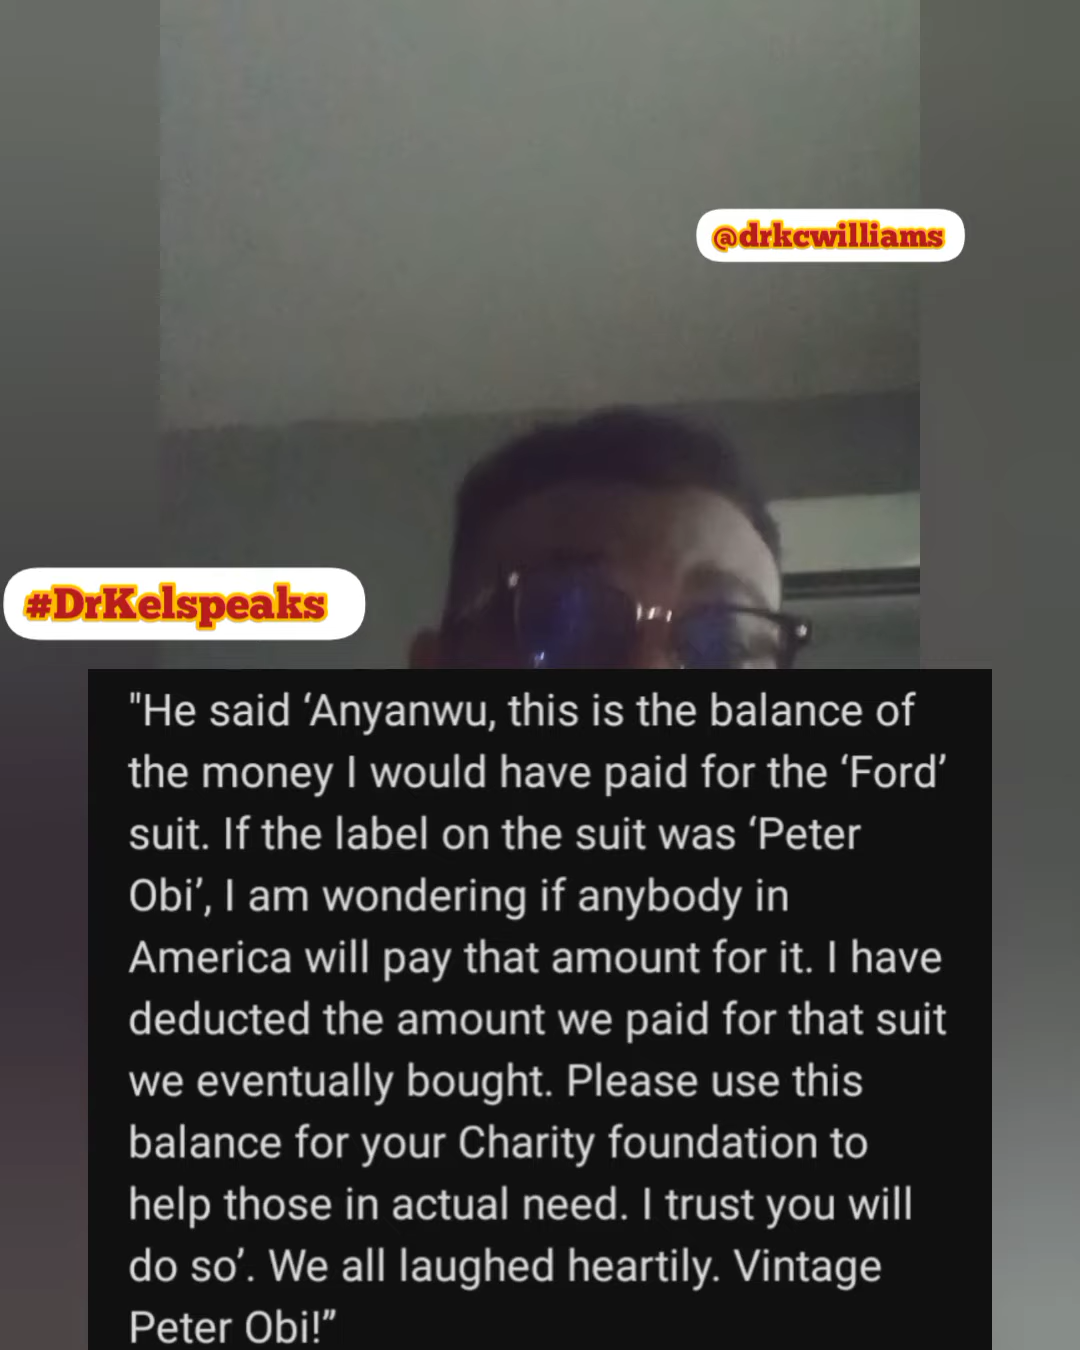 @drkcwilliams
#DrKelspeaks
"He said ‘Anyanwu, this is the balance of
the money I would have paid for the ‘Ford’
suit. If the label on the suit was ‘Peter
Obi’, I am wondering if anybody in
America will pay that amount for it. I have
deducted the amount we paid for that suit
we eventually bought. Please use this
balance for your Charity foundation to
help those in actual need. I trust you will
do so’. We all laughed heartily. Vintage
Peter Obi!”